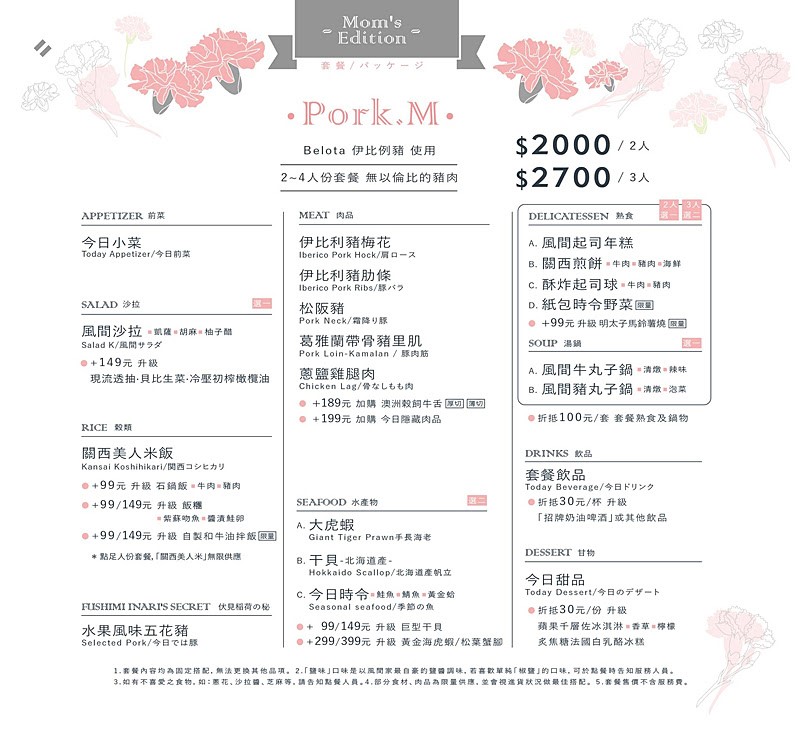 Mom's
Edition
套餐/パッケージ
Pork.M
Belota 伊比例豬 使用
2~4人份套餐 無以倫比的豬肉
$2000 / 2人
$2700 / 3人
APPETIZER 前菜
今日小菜
Today Appetizer/今日前菜
SALAD 沙拉 選一
風間沙拉 ▪凱薩▪胡麻▪柚子醋
Salad K/風間サラダ
+149元 升級
現流透抽‧貝比生菜‧冷壓初榨橄欖油
RICE 穀類
關西美人米飯
Kansai Koshihikari/関西コシヒカリ
+99元 升級 石鍋飯 ▪牛肉▪豬肉
+99/149元 升級 飯糰
▪紫蘇吻魚▪醬漬鮭卵
+99/149元 升級 自製和牛油拌飯 限量
*點足人份套餐,「關西美人米」無限供應
FUSHIMI INARI'S SECRET 伏見稲荷の秘
水果風味五花豬
Selected Pork/今日では豚
MEAT 肉品
伊比利豬梅花
Iberico Pork Hock/肩ロース
伊比利豬肋條
Iberico Pork Ribs/豚バラ
松阪豬
Pork Neck/霜降り豚
葛雅蘭帶骨豬里肌
Pork Loin-Kamalan / 豚肉筋
蔥鹽雞腿肉
Chicken Lag/骨なしもも肉
+189元 加購 澳洲穀飼牛舌 厚切 薄切
+199元 加購 今日隱藏肉品
SEAFOOD 水產物 選二
A. 大虎蝦
Giant Tiger Prawn手長海老
B. 干貝-北海道產-
Hokkaido Scallop/北海道產帆立
C. 今日時令▪鮭魚▪鯖魚▪黃金蛤
Seasonal seafood/季節の魚
+ 99/149元 升級 巨型干貝
+299/399元 升級 黃金海虎蝦/松葉蟹腳
DELICATESSEN 熟食 2人選一 3人選二
A. 風間起司年糕
B. 關西煎餅▪牛肉▪豬肉▪海鮮
C. 酥炸起司球▪牛肉▪豬肉
D. 紙包時令野菜 限量
+99元 升級 明太子馬鈴薯燒 限量
SOUP 湯鍋 選一
A. 風間牛丸子鍋▪清燉▪辣味
B. 風間豬丸子鍋▪清燉▪泡菜
折抵100元/套 套餐熟食及鍋物
DRINKS 飲品
套餐飲品
Today Beverage/今日ドリンク
折抵30元/杯 升級
「招牌奶油啤酒」或其他飲品
DESSERT 甘物
今日甜品
Today Dessert/今日のデザート
折抵30元/份 升級
蘋果千層佐冰淇淋▪香草▪檸檬
炙焦糖法國白乳酪冰糕
1.套餐內容均為固定搭配,無法更換其他品項。2.「鹽味」口味是以風間家最自豪的鹽醬調味,若喜歡單純「椒鹽」的口味,可於點餐時告知服務人員。
3.如有不喜愛之食物,如:蔥花、沙拉醬、芝麻等,請告知點餐人員。4.部分食材、肉品為限量供應,並會視進貨狀況做最佳搭配。5.套餐售價不含服務費。